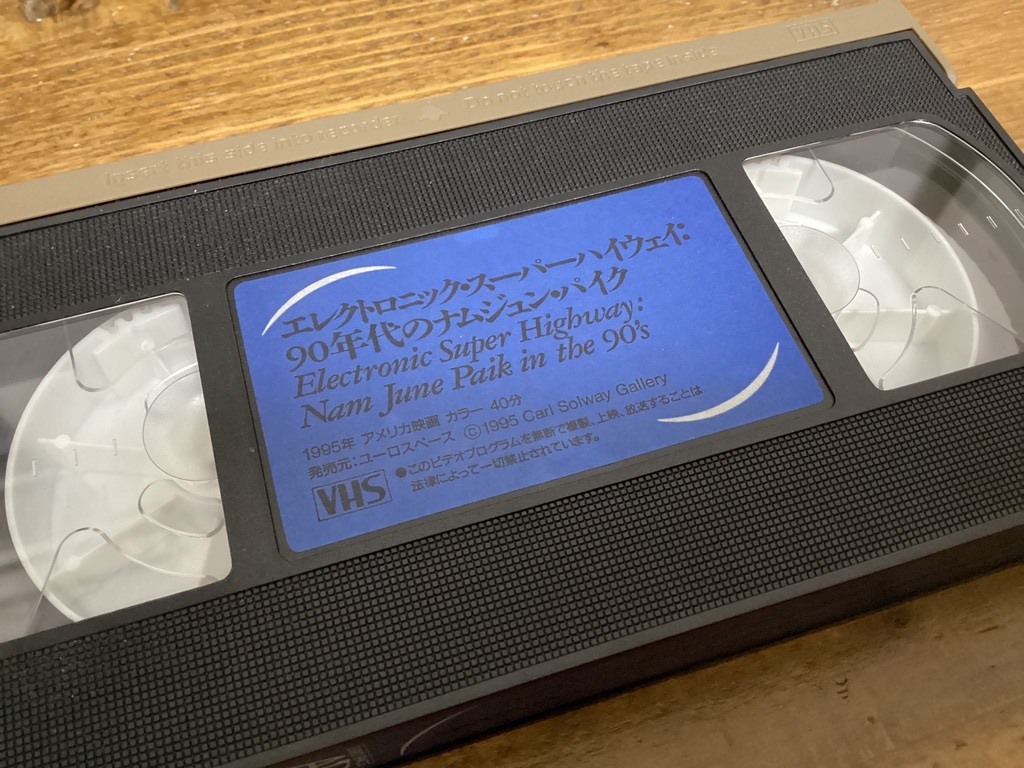 VHS
Insert this side into recorder
Do not touch the tape inside
エレクトロニック・スーパーハイウェイ:
90年代のナムジュン・パイク
Electronic Super Highway:
Nam June Paik in the 90's
1995年 アメリカ映画 カラー 40分
発売元:ユーロスペース ©1995 Carl Solway Gallery
VHS
●このビデオプログラムを無断で複製、上映、放送することは
法律によって一切禁止されています。